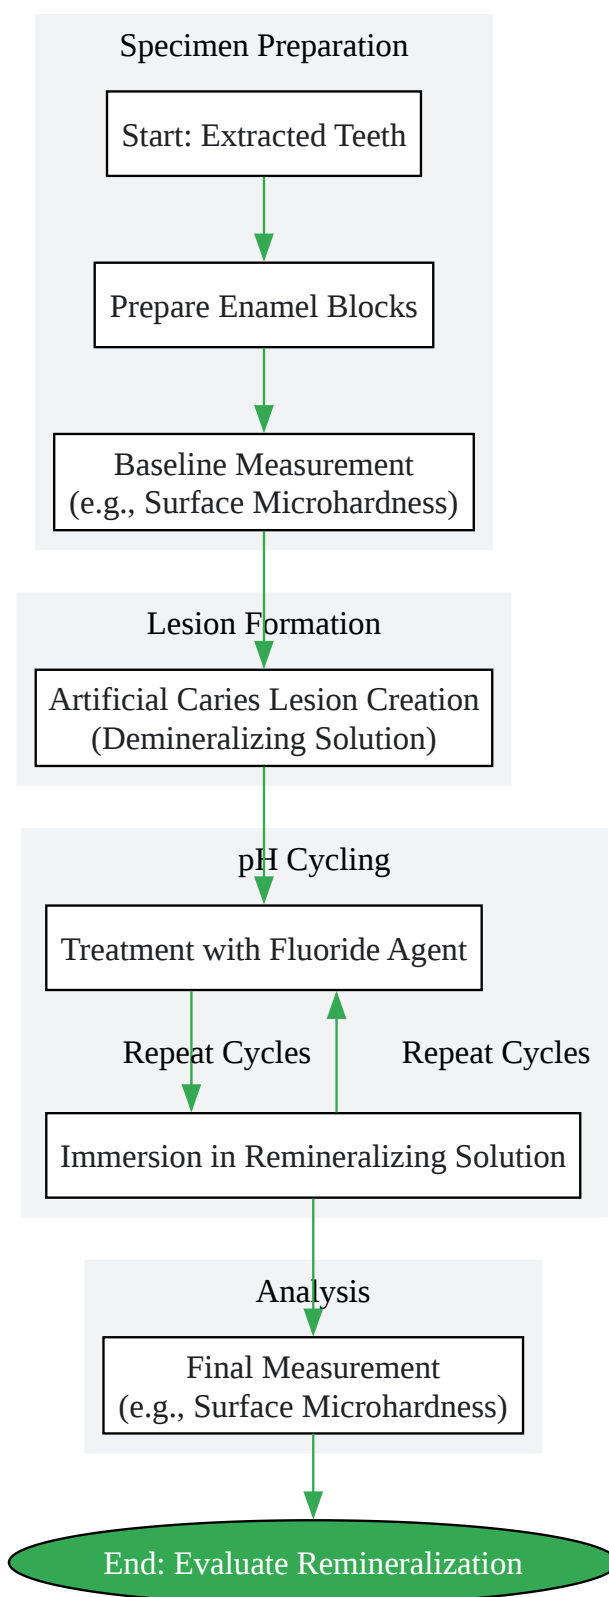 Specimen Preparation
Start: Extracted Teeth
Prepare Enamel Blocks
Baseline Measurement
(e.g., Surface Microhardness)
Lesion Formation
Artificial Caries Lesion Creation
(Demineralizing Solution)
pH Cycling
Treatment with Fluoride Agent
Repeat Cycles
Repeat Cycles
Immersion in Remineralizing Solution
Analysis
Final Measurement
(e.g., Surface Microhardness)
End: Evaluate Remineralization